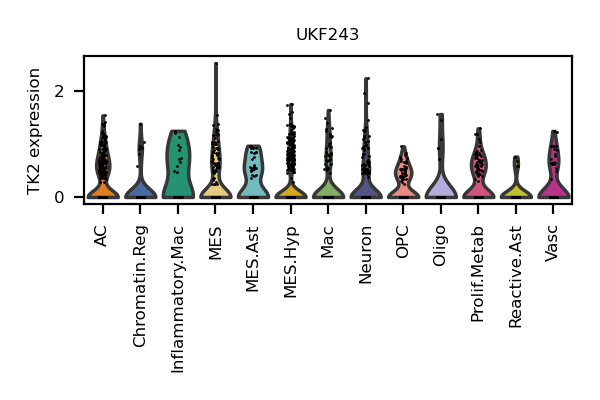 UKF243
TK2 expression
2
0
AC
Chromatin.Reg
Inflammatory.Mac
MES
MES.Ast
MES.Hyp
Mac
Neuron
OPC
Oligo
Prolif.Metab
Reactive.Ast
Vasc